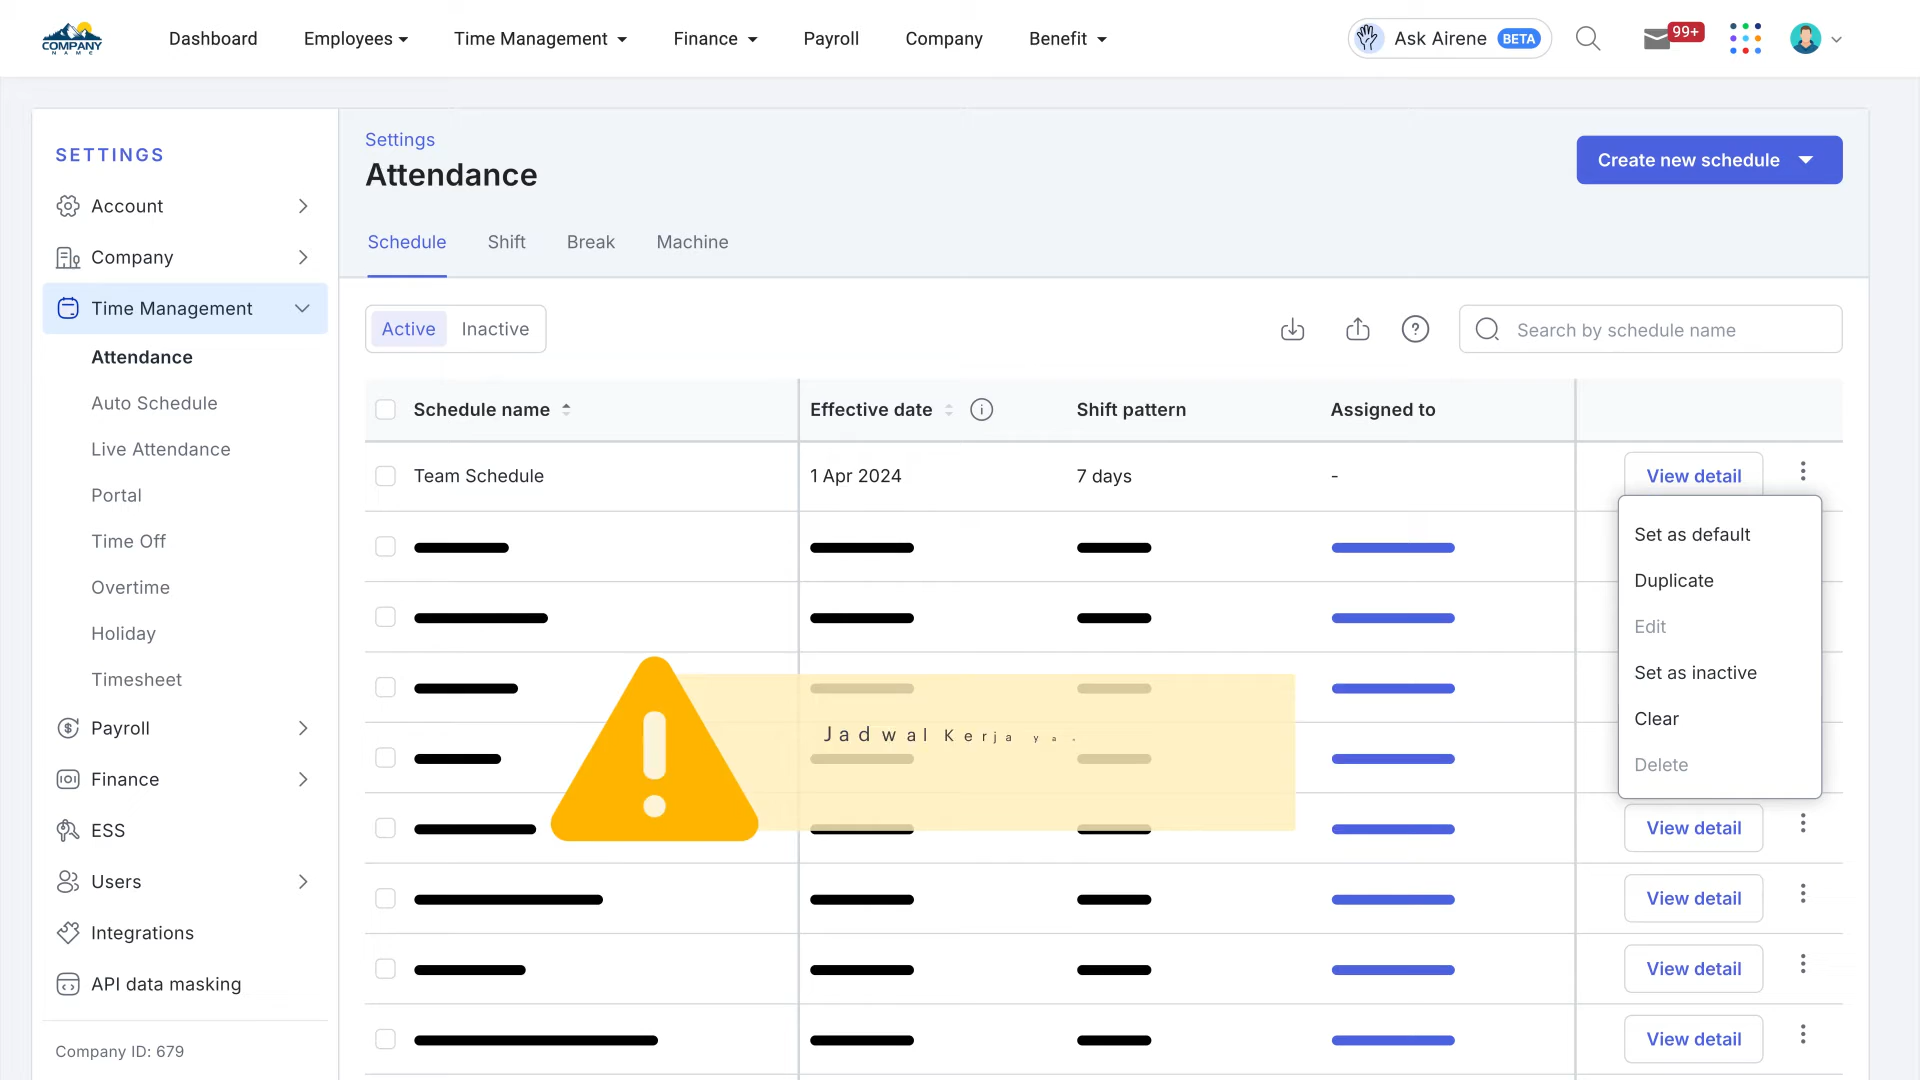 COMPANY
NAME
Dashboard
Employees
Time Management
Finance
Payroll
Company
Benefit
Ask Airene BETA
99+
SETTINGS
Account
Company
Time Management
Attendance
Auto Schedule
Live Attendance
Portal
Time Off
Overtime
Holiday
Timesheet
Payroll
Finance
ESS
Users
Integrations
API data masking
Company ID: 679
Settings
Attendance
Create new schedule
Schedule
Shift
Break
Machine
Active
Inactive
Search by schedule name
Schedule name
Effective date
Shift pattern
Assigned to
Team Schedule
1 Apr 2024
7 days
-
View detail
Set as default
Duplicate
Edit
Set as inactive
Clear
Delete
Jadwal Kerja ya
View detail
View detail
View detail
View detail